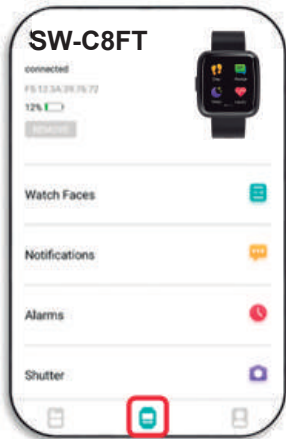 SW-C8FT
connected
12%
REMOVE
Watch Faces
Notifications
Alarms
Shutter